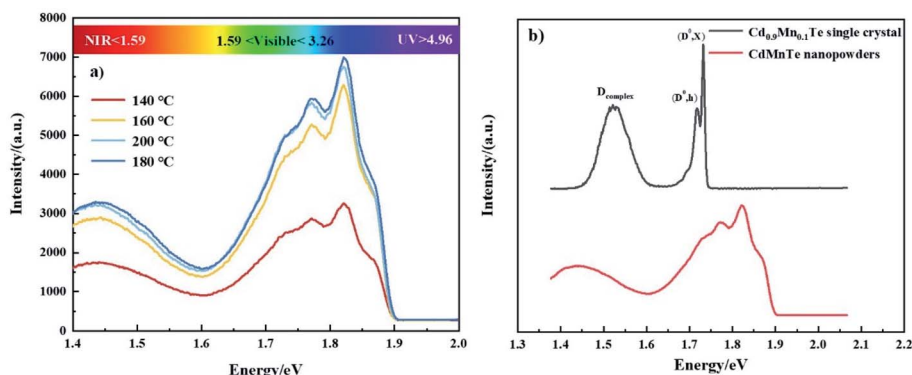 NIR<1.59 1.59 <Visible< 3.26 UV>4.96
a)
140 °C
160 °C
200 °C
180 °C
Intensity/(a.u.)
8000
7000
6000
5000
4000
3000
2000
1000
0
1.4 1.5 1.6 1.7 1.8 1.9 2.0
Energy/eV
b)
Cd0.9Mn0.1Te single crystal
CdMnTe nanopowders
(D⁰,X)
(D⁰,h)
Dcomplex
Intensity/(a.u.)
1.3 1.4 1.5 1.6 1.7 1.8 1.9 2.0 2.1 2.2
Energy/eV